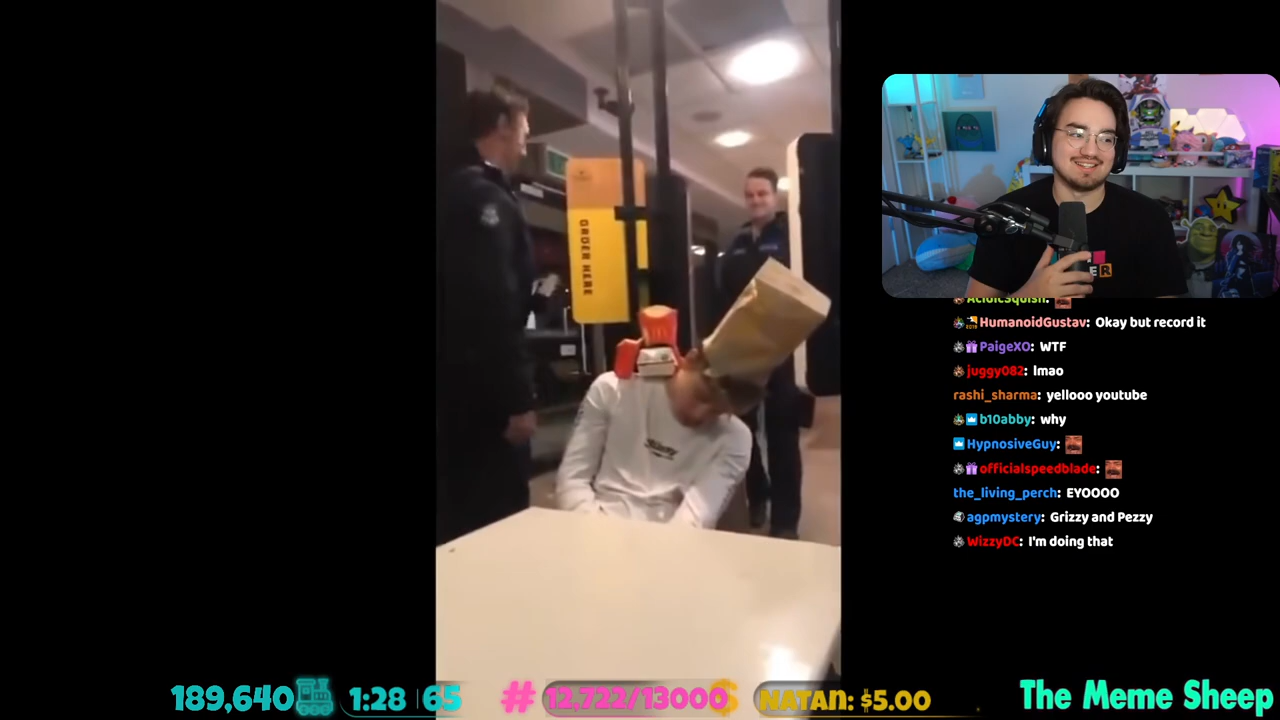 ORDER HERE
AcidicSquish:
HumanoidGustav: Okay but record it
PaigeXO: WTF
juggy082: lmao
rashi_sharma: yellooo youtube
b10abby: why
HypnosiveGuy:
officialspeedblade:
the_living_perch: EYOOOO
agpmystery: Grizzy and Pezzy
WizzyDC: I'm doing that
189,640 1:28 65 # 12,722/13000 NATAN: $5.00 The Meme Sheep